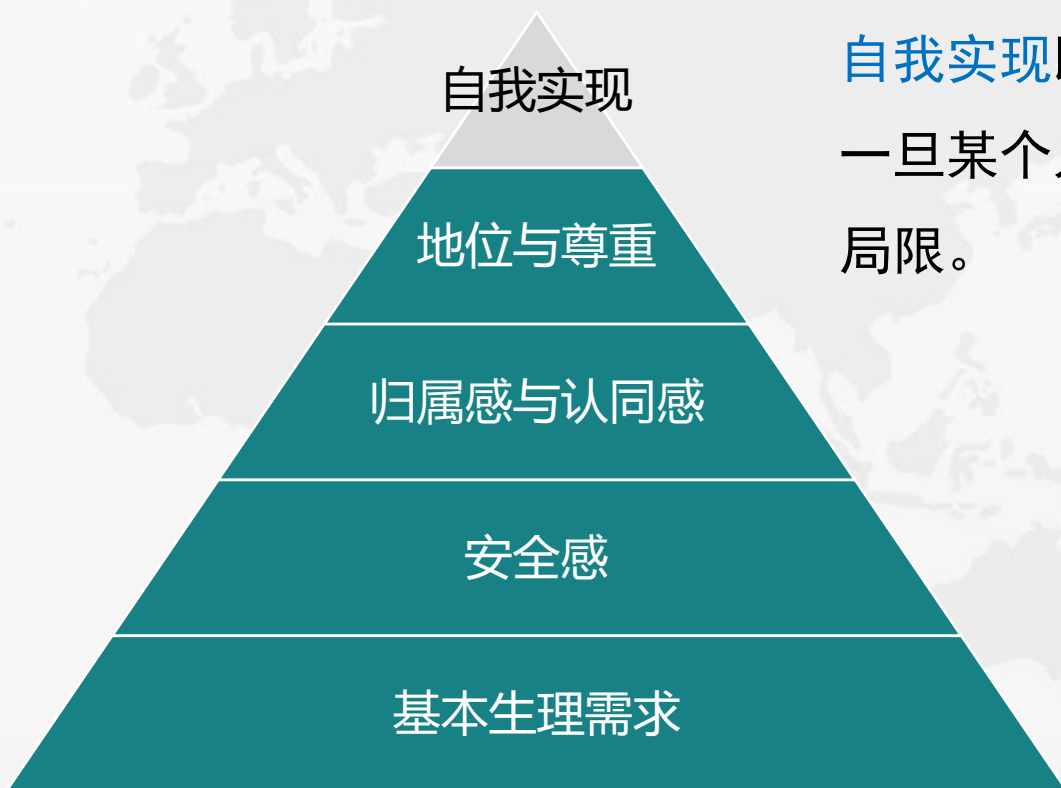 自我实现
地位与尊重
归属感与认同感
安全感
基本生理需求
自我实现
一旦某个
局限。